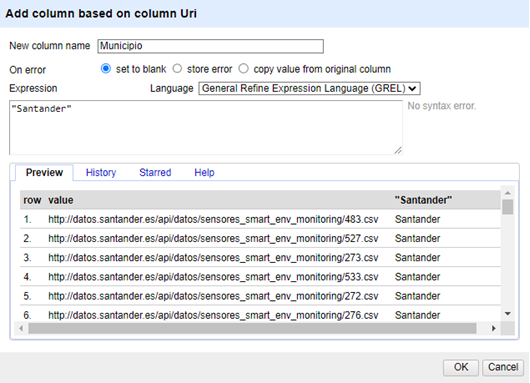 Add column based on column Uri
New column name Municipio
On error set to blank store error copy value from original column
Expression Language General Refine Expression Language (GREL)
"Santander" No syntax error.
Preview History Starred Help
row value "Santander"
1. http://datos.santander.es/api/datos/sensores_smart_env_monitoring/483.csv Santander
2. http://datos.santander.es/api/datos/sensores_smart_env_monitoring/527.csv Santander
3. http://datos.santander.es/api/datos/sensores_smart_env_monitoring/273.csv Santander
4. http://datos.santander.es/api/datos/sensores_smart_env_monitoring/533.csv Santander
5. http://datos.santander.es/api/datos/sensores_smart_env_monitoring/272.csv Santander
6. http://datos.santander.es/api/datos/sensores_smart_env_monitoring/276.csv Santander
OK Cancel